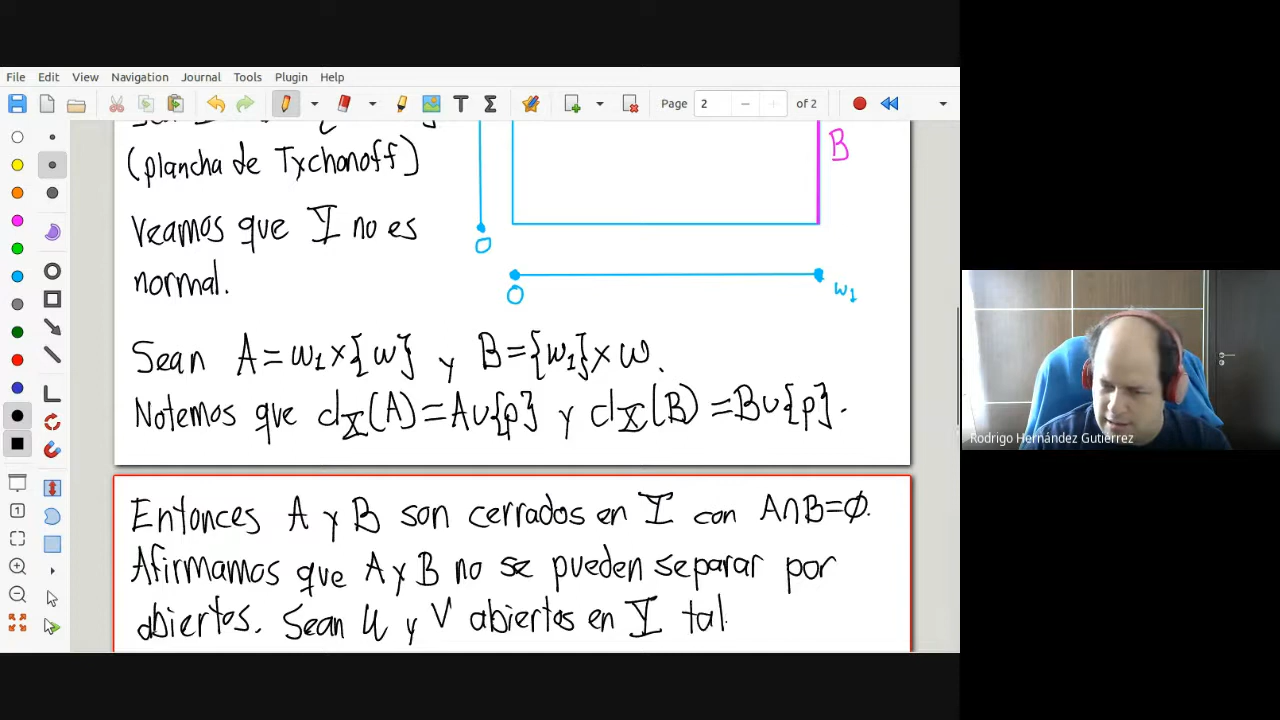 File Edit View Navigation Journal Tools Plugin Help
Page 2 of 2
(plancha de Tychonoff)
B
Veamos que Y no es
0
normal.
0 ω₁
Sean A=ω₁×{ω} y B={ω₁}×ω.
Notemos que clX(A)=A∪{p} y clX(B)=B∪{p}.
Entonces A y B son cerrados en Y con A∩B=∅.
Afirmamos que A y B no se pueden separar por
abiertos. Sean U y V abiertos en Y tal
Rodrigo Hernández Gutiérrez